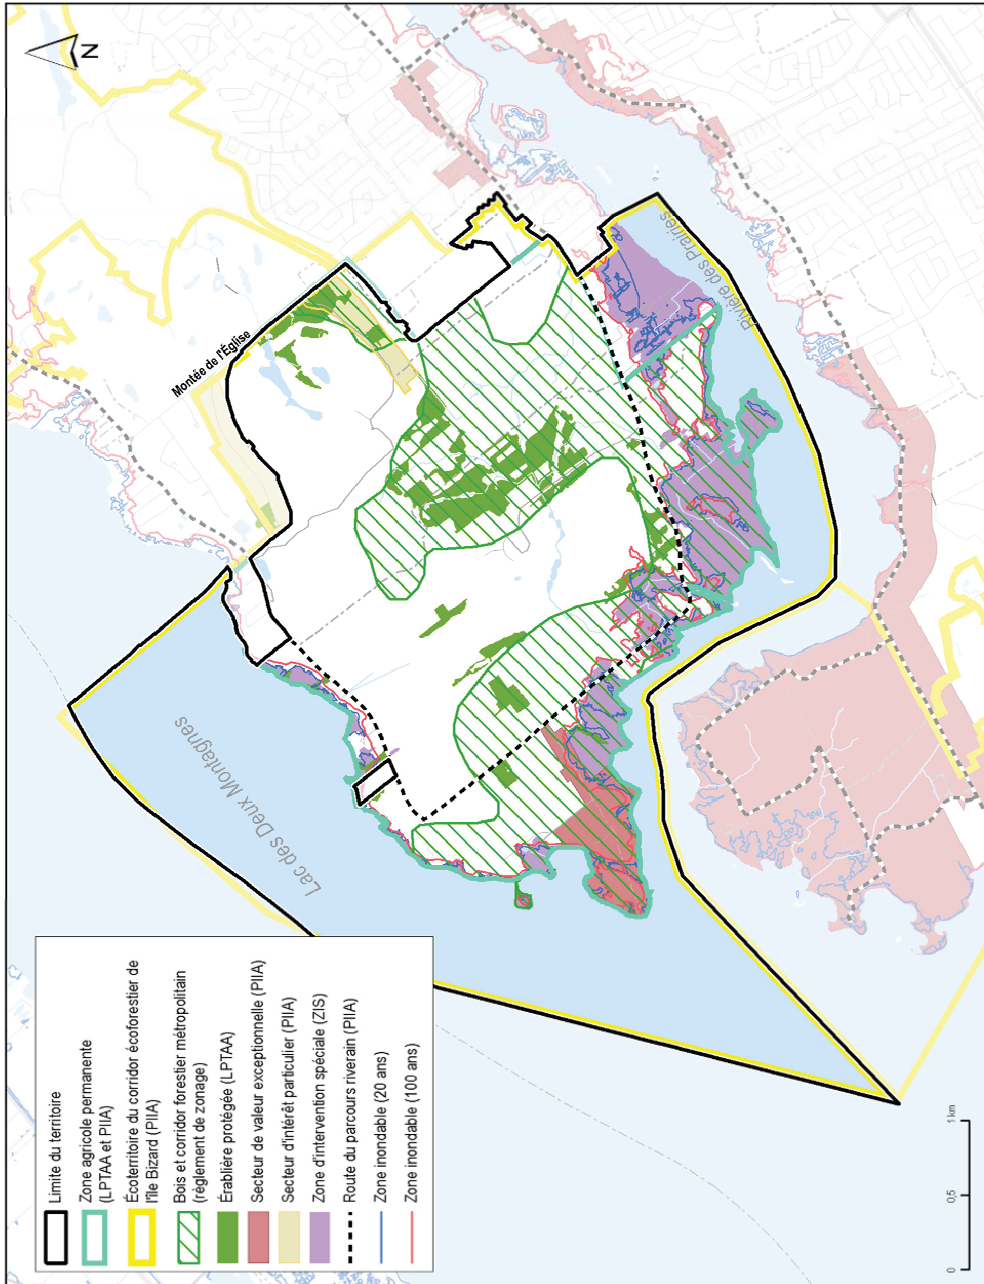 N
Montée de l'Église
Lac des Deux Montagnes
Rivière des Prairies
Limite du territoire
Zone agricole permanente
(LPTAA et PIIA)
Écoterritoire du corridor écoforestier de
l'île Bizard (PIIA)
Bois et corridor forestier métropolitain
(règlement de zonage)
Érablière protégée (LPTAA)
Secteur de valeur exceptionnelle (PIIA)
Secteur d'intérêt particulier (PIIA)
Zone d'intervention spéciale (ZIS)
Route du parcours riverain (PIIA)
Zone inondable (20 ans)
Zone inondable (100 ans)
0 0,5 1 km